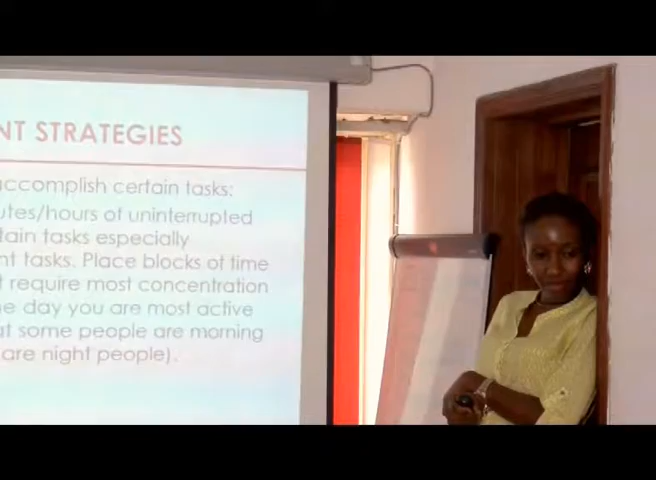 NT STRATEGIES
accomplish certain tasks:
utes/hours of uninterrupted
tain tasks especially
nt tasks. Place blocks of time
t require most concentration
he day you are most active
at some people are morning
are night people).